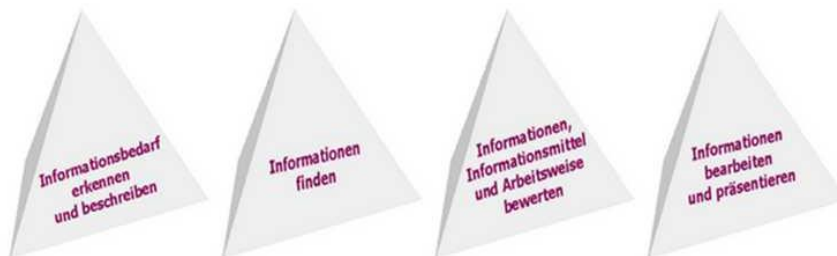 Informationsbedarf
erkennen
und beschreiben
Informationen
finden
Informationen,
Informationsmittel
und Arbeitsweise
bewerten
Informationen
bearbeiten
und präsentieren